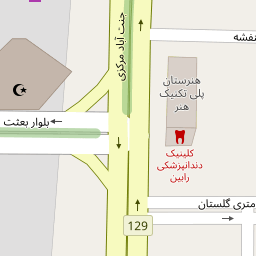 جنت آباد مرکزی
نفشه
هنرستان
پلی تکنیک
هنر
بلوار بعثت
کلینیک
دندانپزشکی
رابین
متری گلستان
129